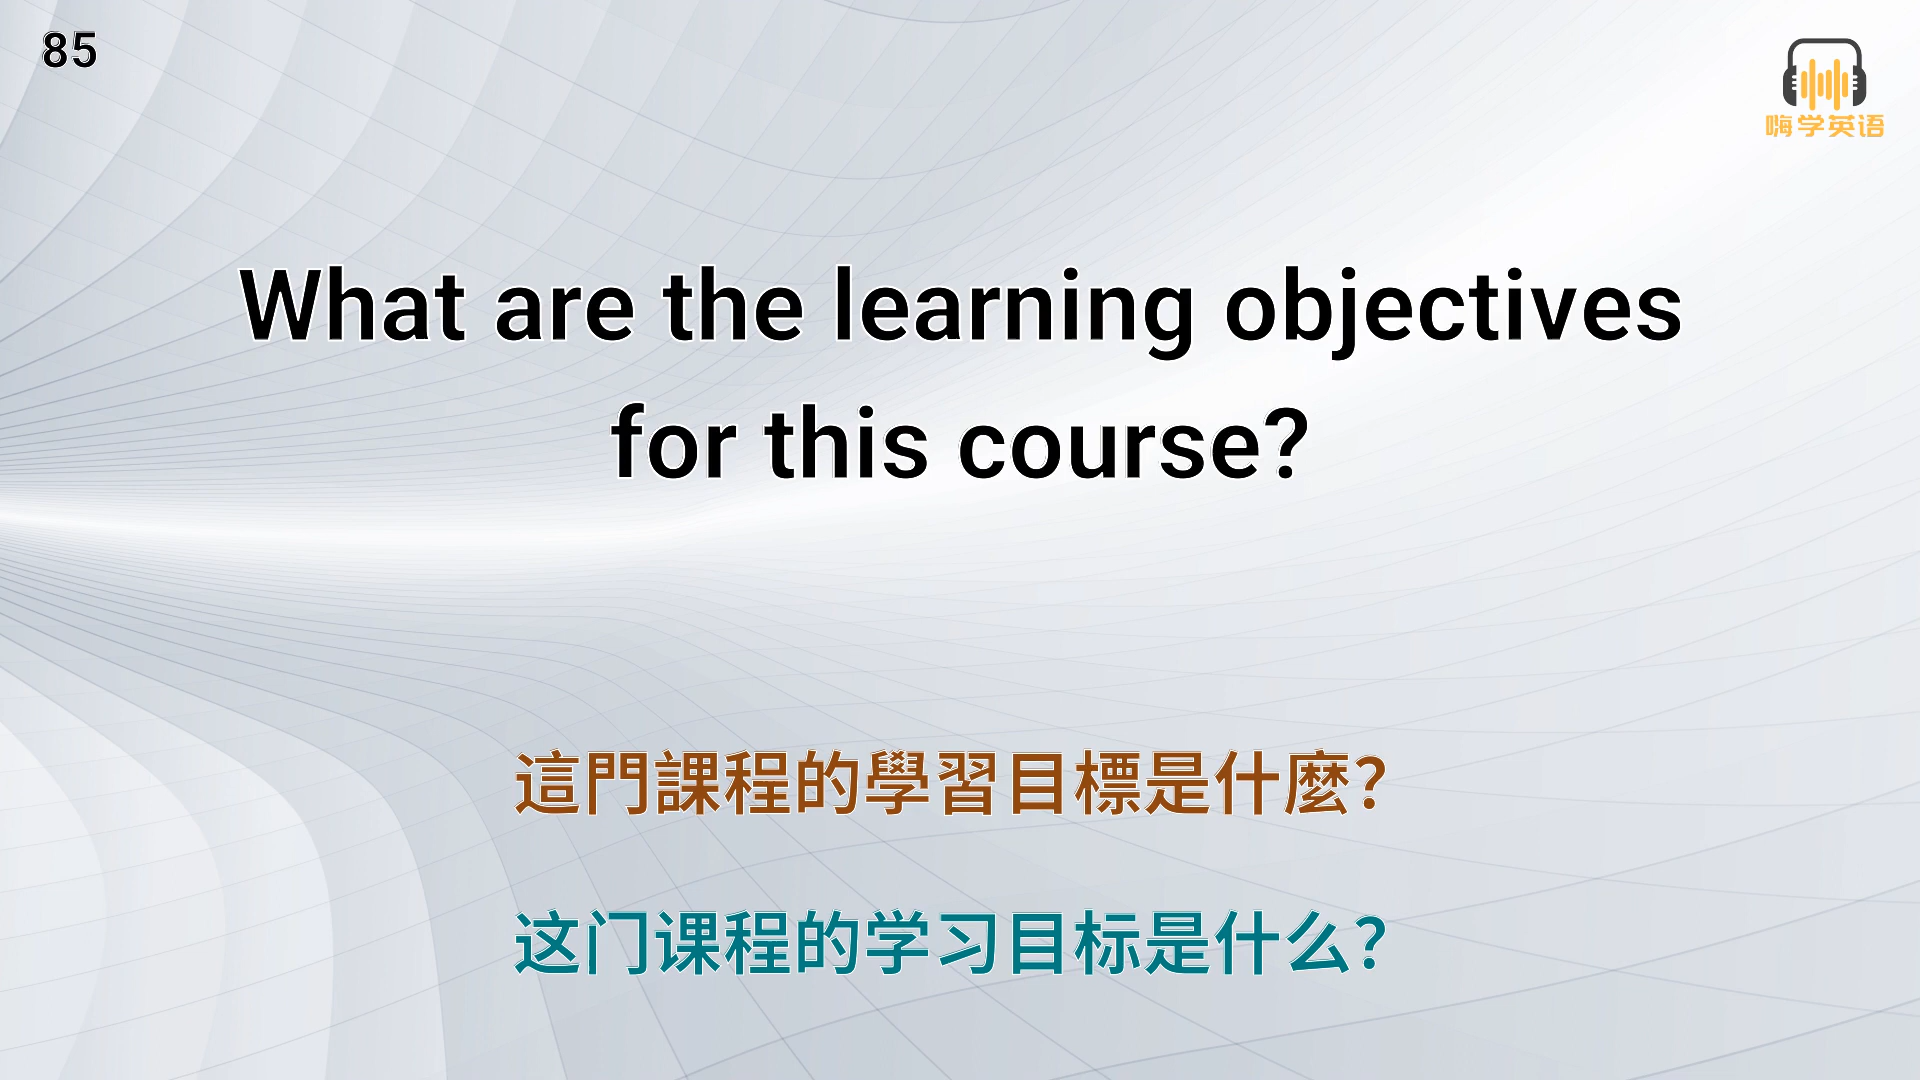 85
嗨学英语
What are the learning objectives
for this course?
這門課程的學習目標是什麼？
这门课程的学习目标是什么？